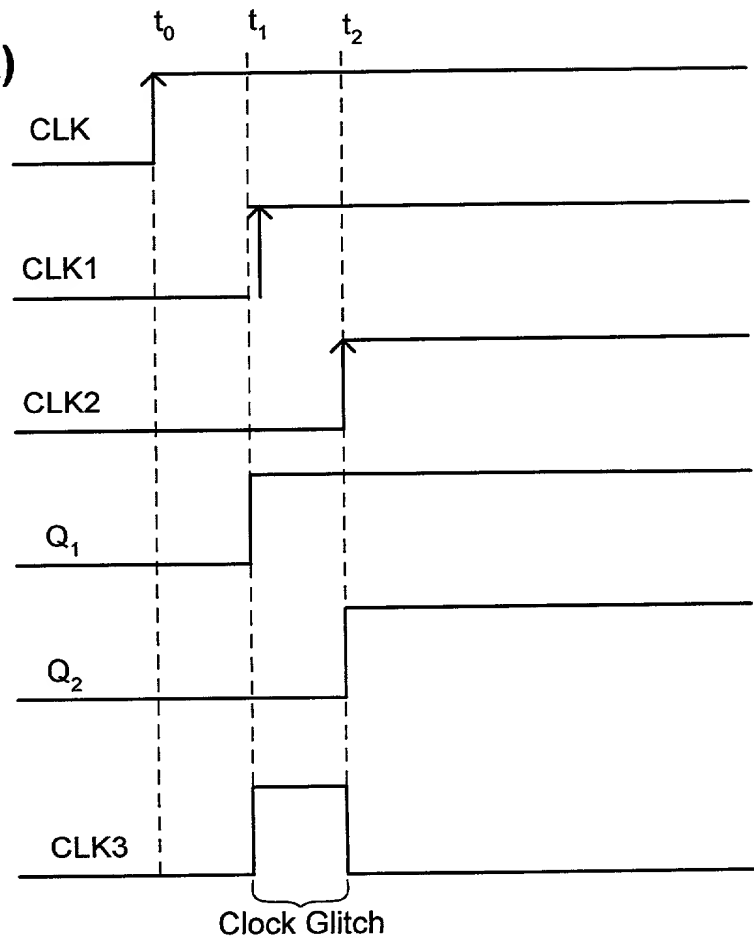 t₀ t₁ t₂
)
CLK
CLK1
CLK2
Q₁
Q₂
CLK3
Clock Glitch